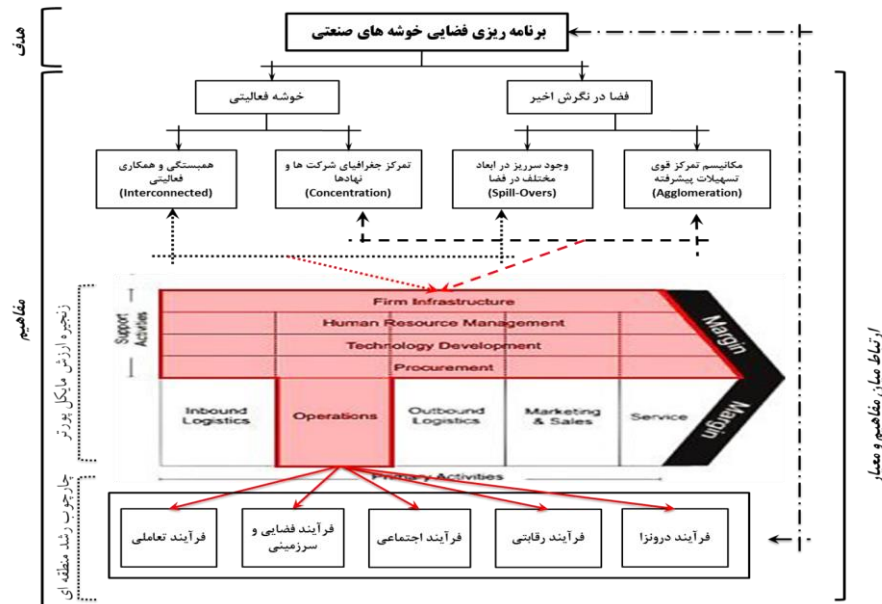 برنامه ریزی فضایی خوشه های صنعتی
هدف
فضا در نگرش اخیر
خوشه فعالیتی
مکانیسم تمرکز قوی
تسهیلات پیشرفته
(Agglomeration)
وجود سرریز در ابعاد
مختلف در فضا
(Spill-Overs)
تمرکز جغرافیای شرکت ها و
نهادها
(Concentration)
همبستگی و همکاری
فعالیتی
(Interconnected)
مفاهیم
زنجیره ارزش مایکل پورتر
Support
Activities
Firm Infrastructure
Human Resource Management
Technology Development
Procurement
Inbound
Logistics
Operations
Outbound
Logistics
Marketing
& Sales
Service
Margin
Margin
Primary Activities
ارتباط میان مفاهیم و معیار
چارچوب رشد منطقه ای
فرآیند درونزا
فرآیند رقابتی
فرآیند اجتماعی
فرآیند فضایی و
سرزمینی
فرآیند تعاملی